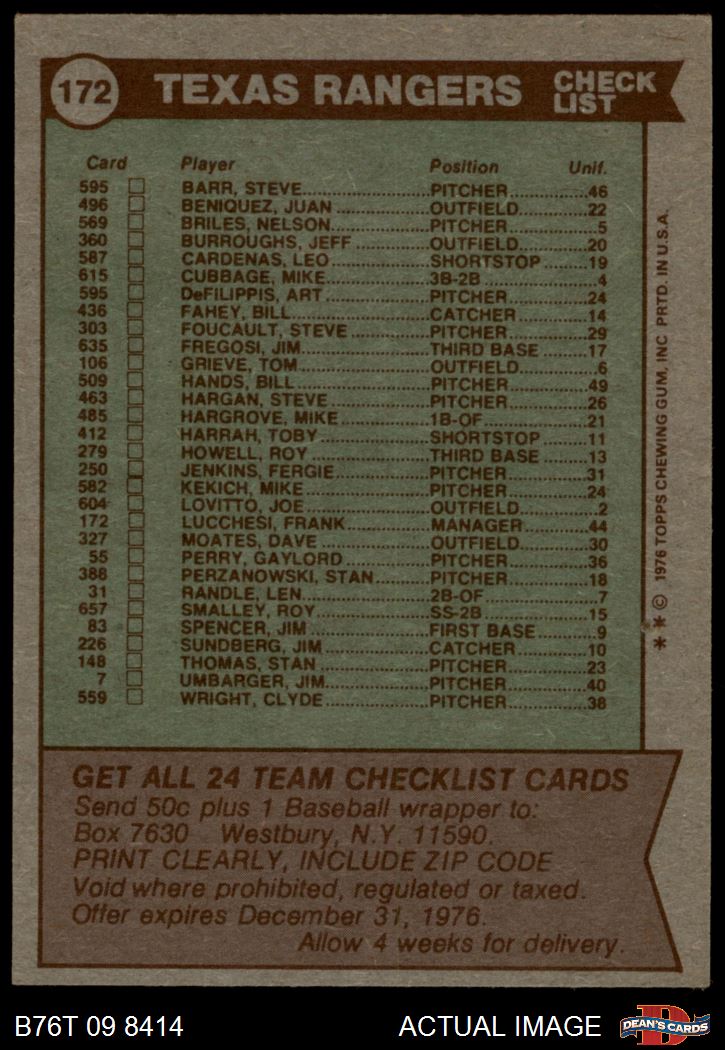 172 TEXAS RANGERS CHECK LIST
Card Player Position Unif.
595 BARR, STEVE PITCHER 46
496 BENIQUEZ, JUAN OUTFIELD 22
569 BRILES, NELSON PITCHER 5
360 BURROUGHS, JEFF OUTFIELD 20
587 CARDENAS, LEO SHORTSTOP 19
615 CUBBAGE, MIKE 3B-2B 4
595 DeFILIPPIS, ART PITCHER 24
436 FAHEY, BILL CATCHER 14
303 FOUCAULT, STEVE PITCHER 29
635 FREGOSI, JIM THIRD BASE 17
106 GRIEVE, TOM OUTFIELD 6
509 HANDS, BILL PITCHER 49
463 HARGAN, STEVE PITCHER 26
485 HARGROVE, MIKE 1B-OF 21
412 HARRAH, TOBY SHORTSTOP 11
279 HOWELL, ROY THIRD BASE 13
250 JENKINS, FERGIE PITCHER 31
582 KEKICH, MIKE PITCHER 24
604 LOVITTO, JOE OUTFIELD 2
172 LUCCHESI, FRANK MANAGER 44
327 MOATES, DAVE OUTFIELD 30
55 PERRY, GAYLORD PITCHER 36
388 PERZANOWSKI, STAN PITCHER 18
31 RANDLE, LEN 2B-OF 7
657 SMALLEY, ROY SS-2B 15
83 SPENCER, JIM FIRST BASE 9
226 SUNDBERG, JIM CATCHER 10
148 THOMAS, STAN PITCHER 23
7 UMBARGER, JIM PITCHER 40
559 WRIGHT, CLYDE PITCHER 38
* * © 1976 TOPPS CHEWING GUM, INC PRTD. IN U.S.A.
GET ALL 24 TEAM CHECKLIST CARDS
Send 50c plus 1 Baseball wrapper to:
Box 7630 Westbury, N.Y. 11590.
PRINT CLEARLY, INCLUDE ZIP CODE
Void where prohibited, regulated or taxed.
Offer expires December 31, 1976.
Allow 4 weeks for delivery.
B76T 09 8414 ACTUAL IMAGE D DEAN'S CARDS